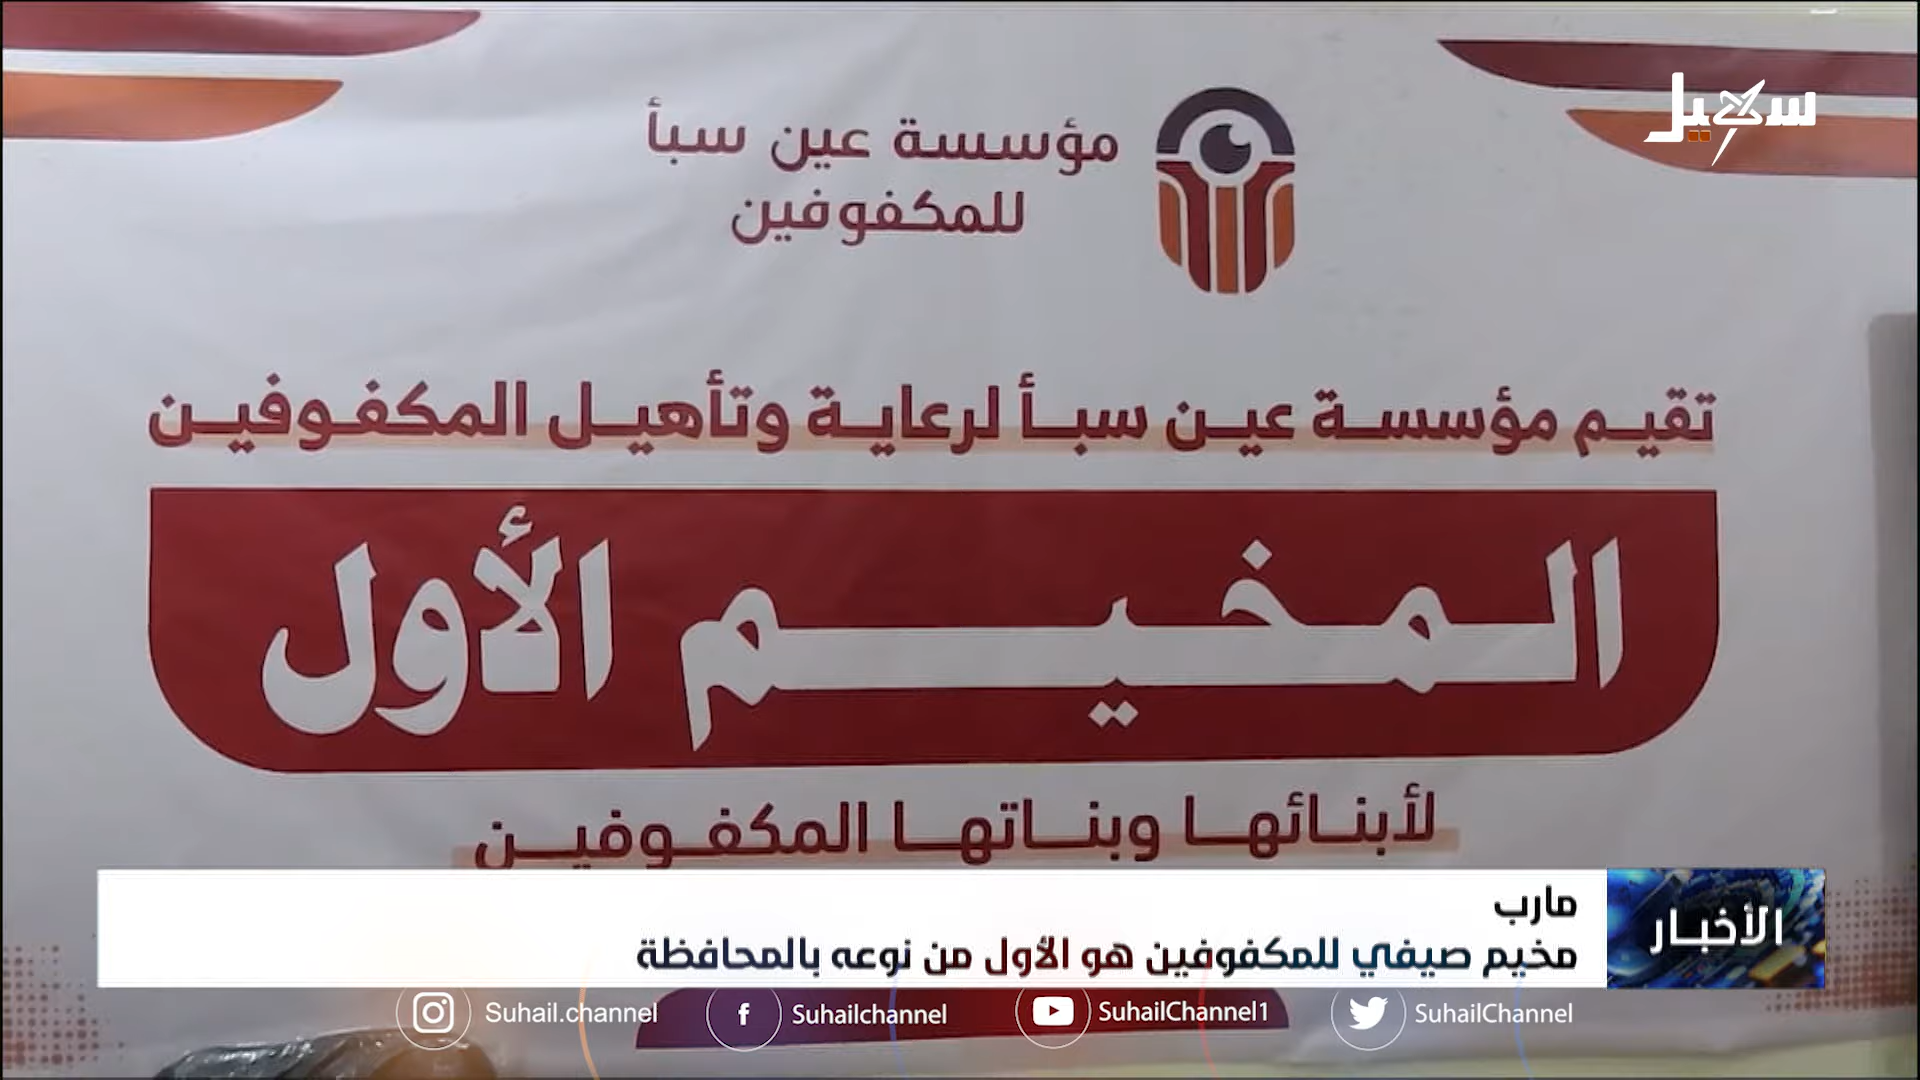 سهيل
مؤسسة عين سبأ
للمكفوفين
تقيم مؤسسة عين سبأ لرعاية وتأهيل المكفوفين
المخيم الأول
لأبنائها وبناتها المكفوفين
الأخبار
مارب
مخيم صيفي للمكفوفين هو الأول من نوعه بالمحافظة
Suhail.channel
Suhailchannel
SuhailChannel1
SuhailChannel